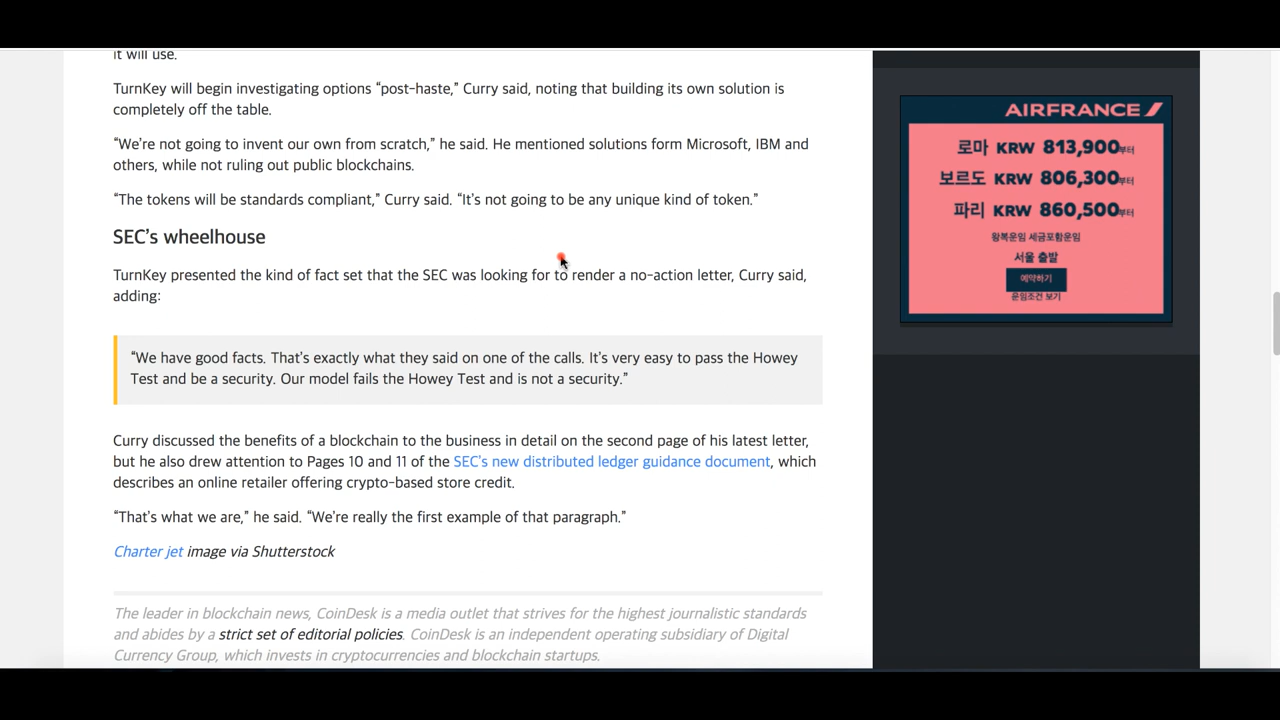 it will use.
TurnKey will begin investigating options “post-haste,” Curry said, noting that building its own solution is
completely off the table.
“We’re not going to invent our own from scratch,” he said. He mentioned solutions form Microsoft, IBM and
others, while not ruling out public blockchains.
“The tokens will be standards compliant,” Curry said. “It’s not going to be any unique kind of token.”
SEC’s wheelhouse
TurnKey presented the kind of fact set that the SEC was looking for to render a no-action letter, Curry said,
adding:
“We have good facts. That’s exactly what they said on one of the calls. It’s very easy to pass the Howey
Test and be a security. Our model fails the Howey Test and is not a security.”
Curry discussed the benefits of a blockchain to the business in detail on the second page of his latest letter,
but he also drew attention to Pages 10 and 11 of the SEC’s new distributed ledger guidance document, which
describes an online retailer offering crypto-based store credit.
“That’s what we are,” he said. “We’re really the first example of that paragraph.”
Charter jet image via Shutterstock
The leader in blockchain news, CoinDesk is a media outlet that strives for the highest journalistic standards
and abides by a strict set of editorial policies. CoinDesk is an independent operating subsidiary of Digital
Currency Group, which invests in cryptocurrencies and blockchain startups.
AIRFRANCE
로마 KRW 813,900부터
보르도 KRW 806,300부터
파리 KRW 860,500부터
왕복운임 세금포함운임
서울 출발
예약하기
운임조건 보기